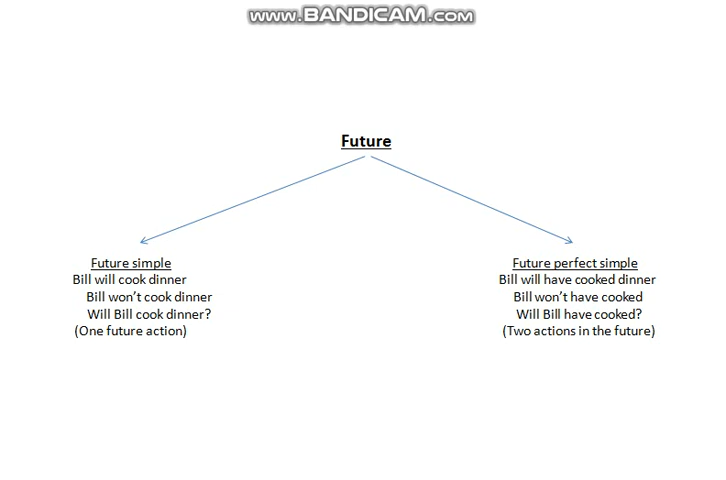 www.BANDICAM.com
Future
Future simple
Bill will cook dinner
Bill won't cook dinner
Will Bill cook dinner?
(One future action)
Future perfect simple
Bill will have cooked dinner
Bill won't have cooked
Will Bill have cooked?
(Two actions in the future)